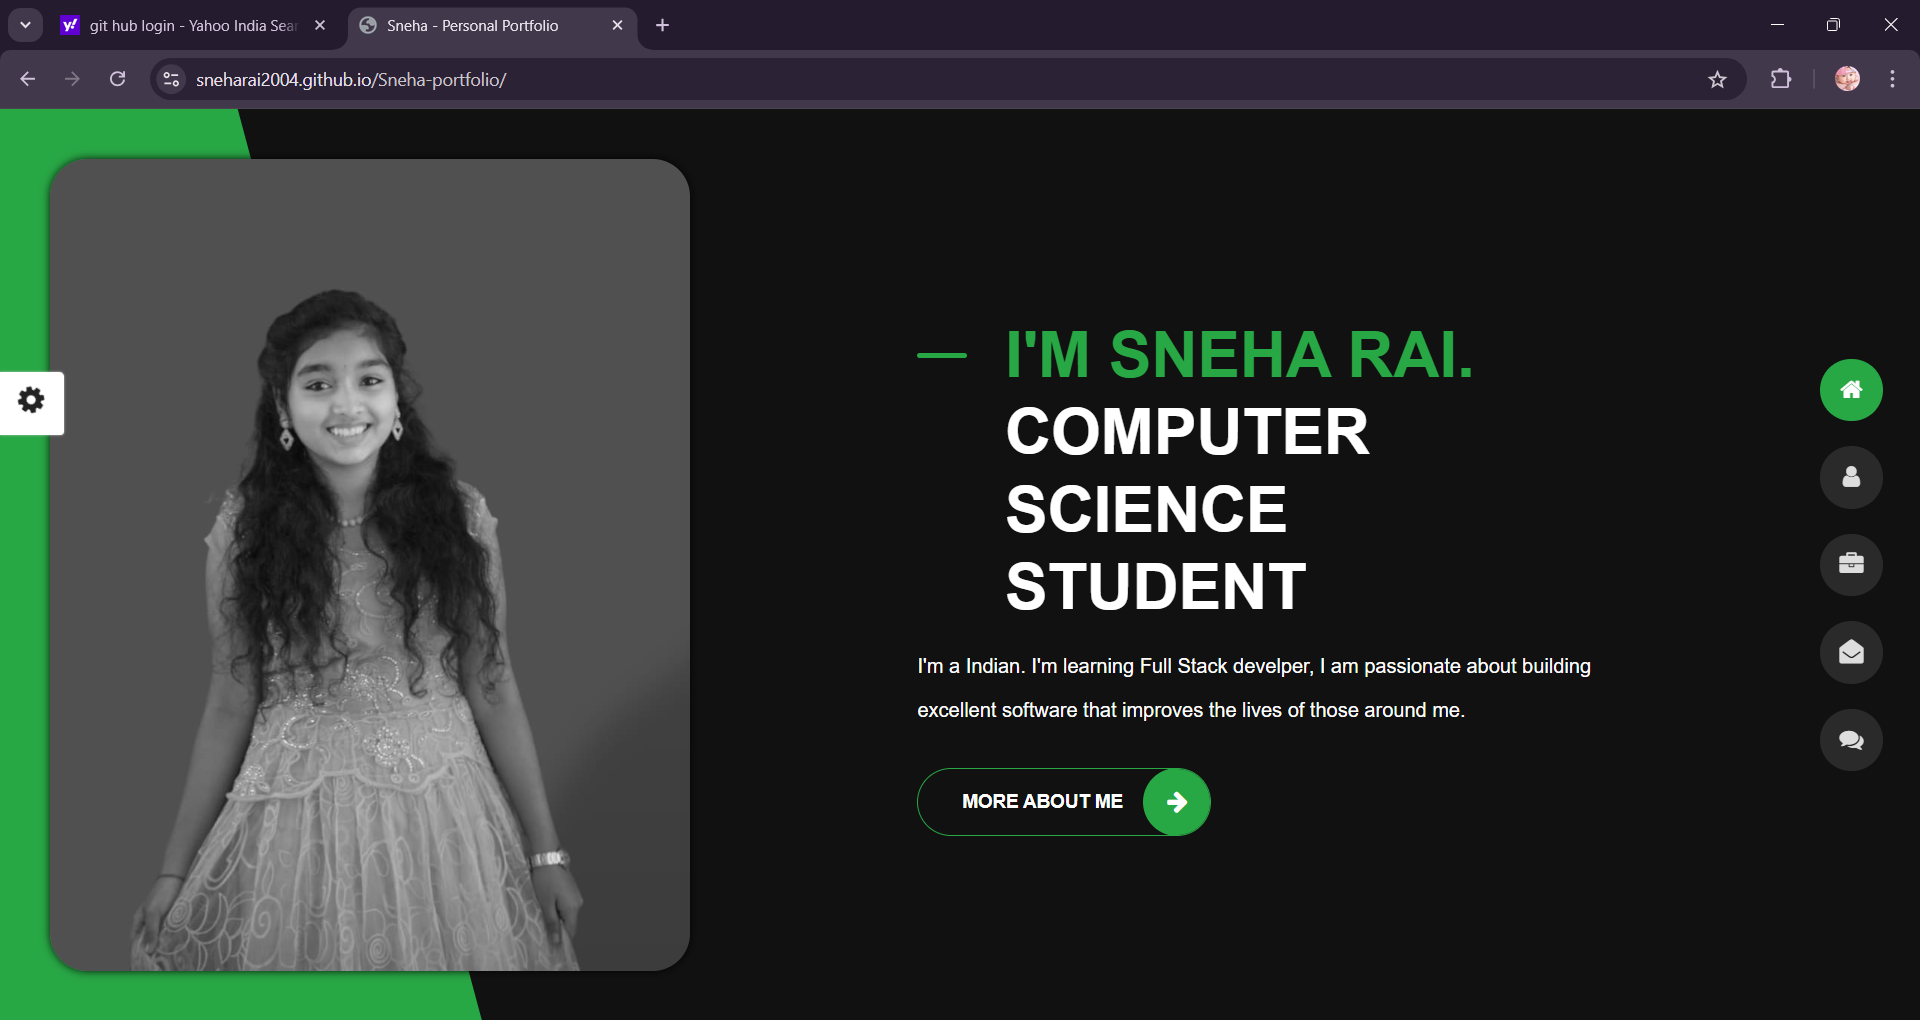 git hub login - Yahoo India Sear
Sneha - Personal Portfolio
sneharai2004.github.io/Sneha-portfolio/
I'M SNEHA RAI.
COMPUTER
SCIENCE
STUDENT
I'm a Indian. I'm learning Full Stack develper, I am passionate about building
excellent software that improves the lives of those around me.
MORE ABOUT ME